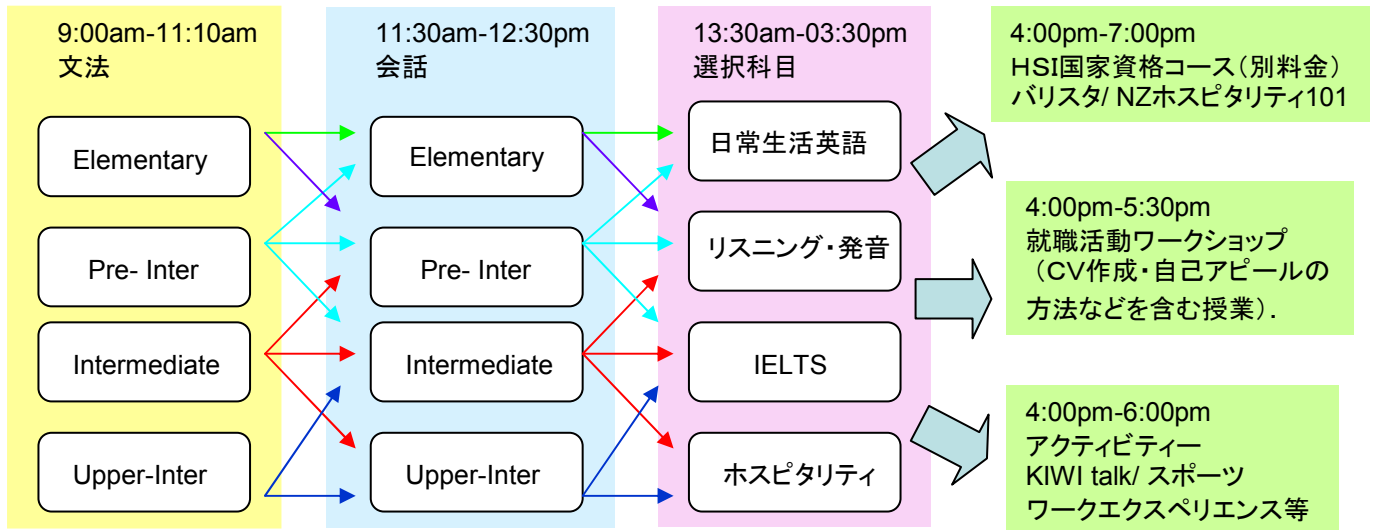 9:00am-11:10am
文法
Elementary
Pre- Inter
Intermediate
Upper-Inter
11:30am-12:30pm
会話
Elementary
Pre- Inter
Intermediate
Upper-Inter
13:30am-03:30pm
選択科目
日常生活英語
リスニング・発音
IELTS
ホスピタリティ
4:00pm-7:00pm
HSI国家資格コース(別料金)
バリスタ/ NZホスピタリティ101
4:00pm-5:30pm
就職活動ワークショップ
(CV作成・自己アピールの
方法などを含む授業).
4:00pm-6:00pm
アクティビティー
KIWI talk/ スポーツ
ワークエクスペリエンス等